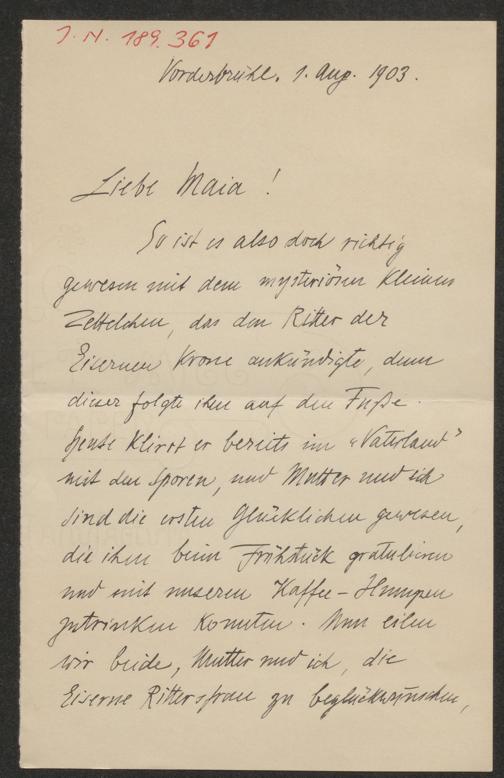 J. N. 189.361
Vorderbrühl. 1. Aug. 1903.
Liebe Maia!
So ist es also doch richtig
gewesen mit dem mysteriösen kleinen
Zettelchen, das den Ritter der
Eisernen Krone ankündigte, denn
dieser folgte ihm auf dem Fuße.
Heute klirrt er bereits im "Vaterland"
mit den Sporen, und Mutter und ich
sind die ersten Glücklichen gewesen,
die ihm beim Frühstück gratulieren
und mit unseren Kaffee-Humpen
zutrinken konnten. Nun eilen
wir beide, Mutter und ich, die
Eiserne Rittersfrau zu beglückwünschen,